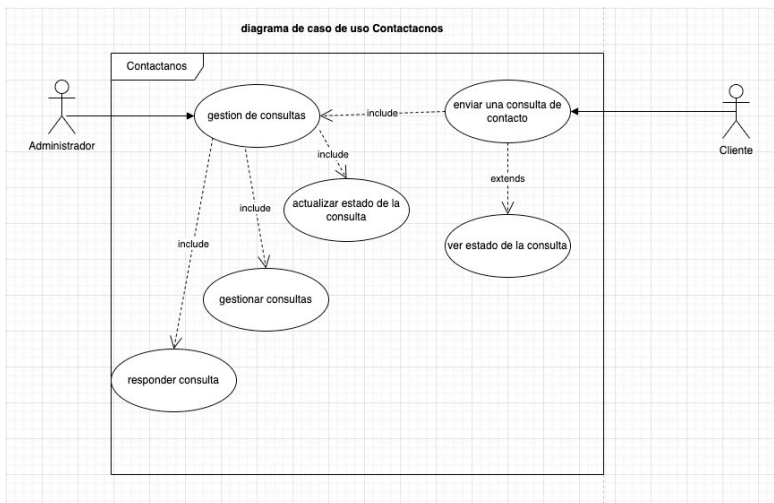 diagrama de caso de uso Contactacnos
Contactanos
gestion de consultas
include
enviar una consulta de
contacto
Administrador
Cliente
include
extends
actualizar estado de la
consulta
include
include
ver estado de la consulta
gestionar consultas
responder consulta